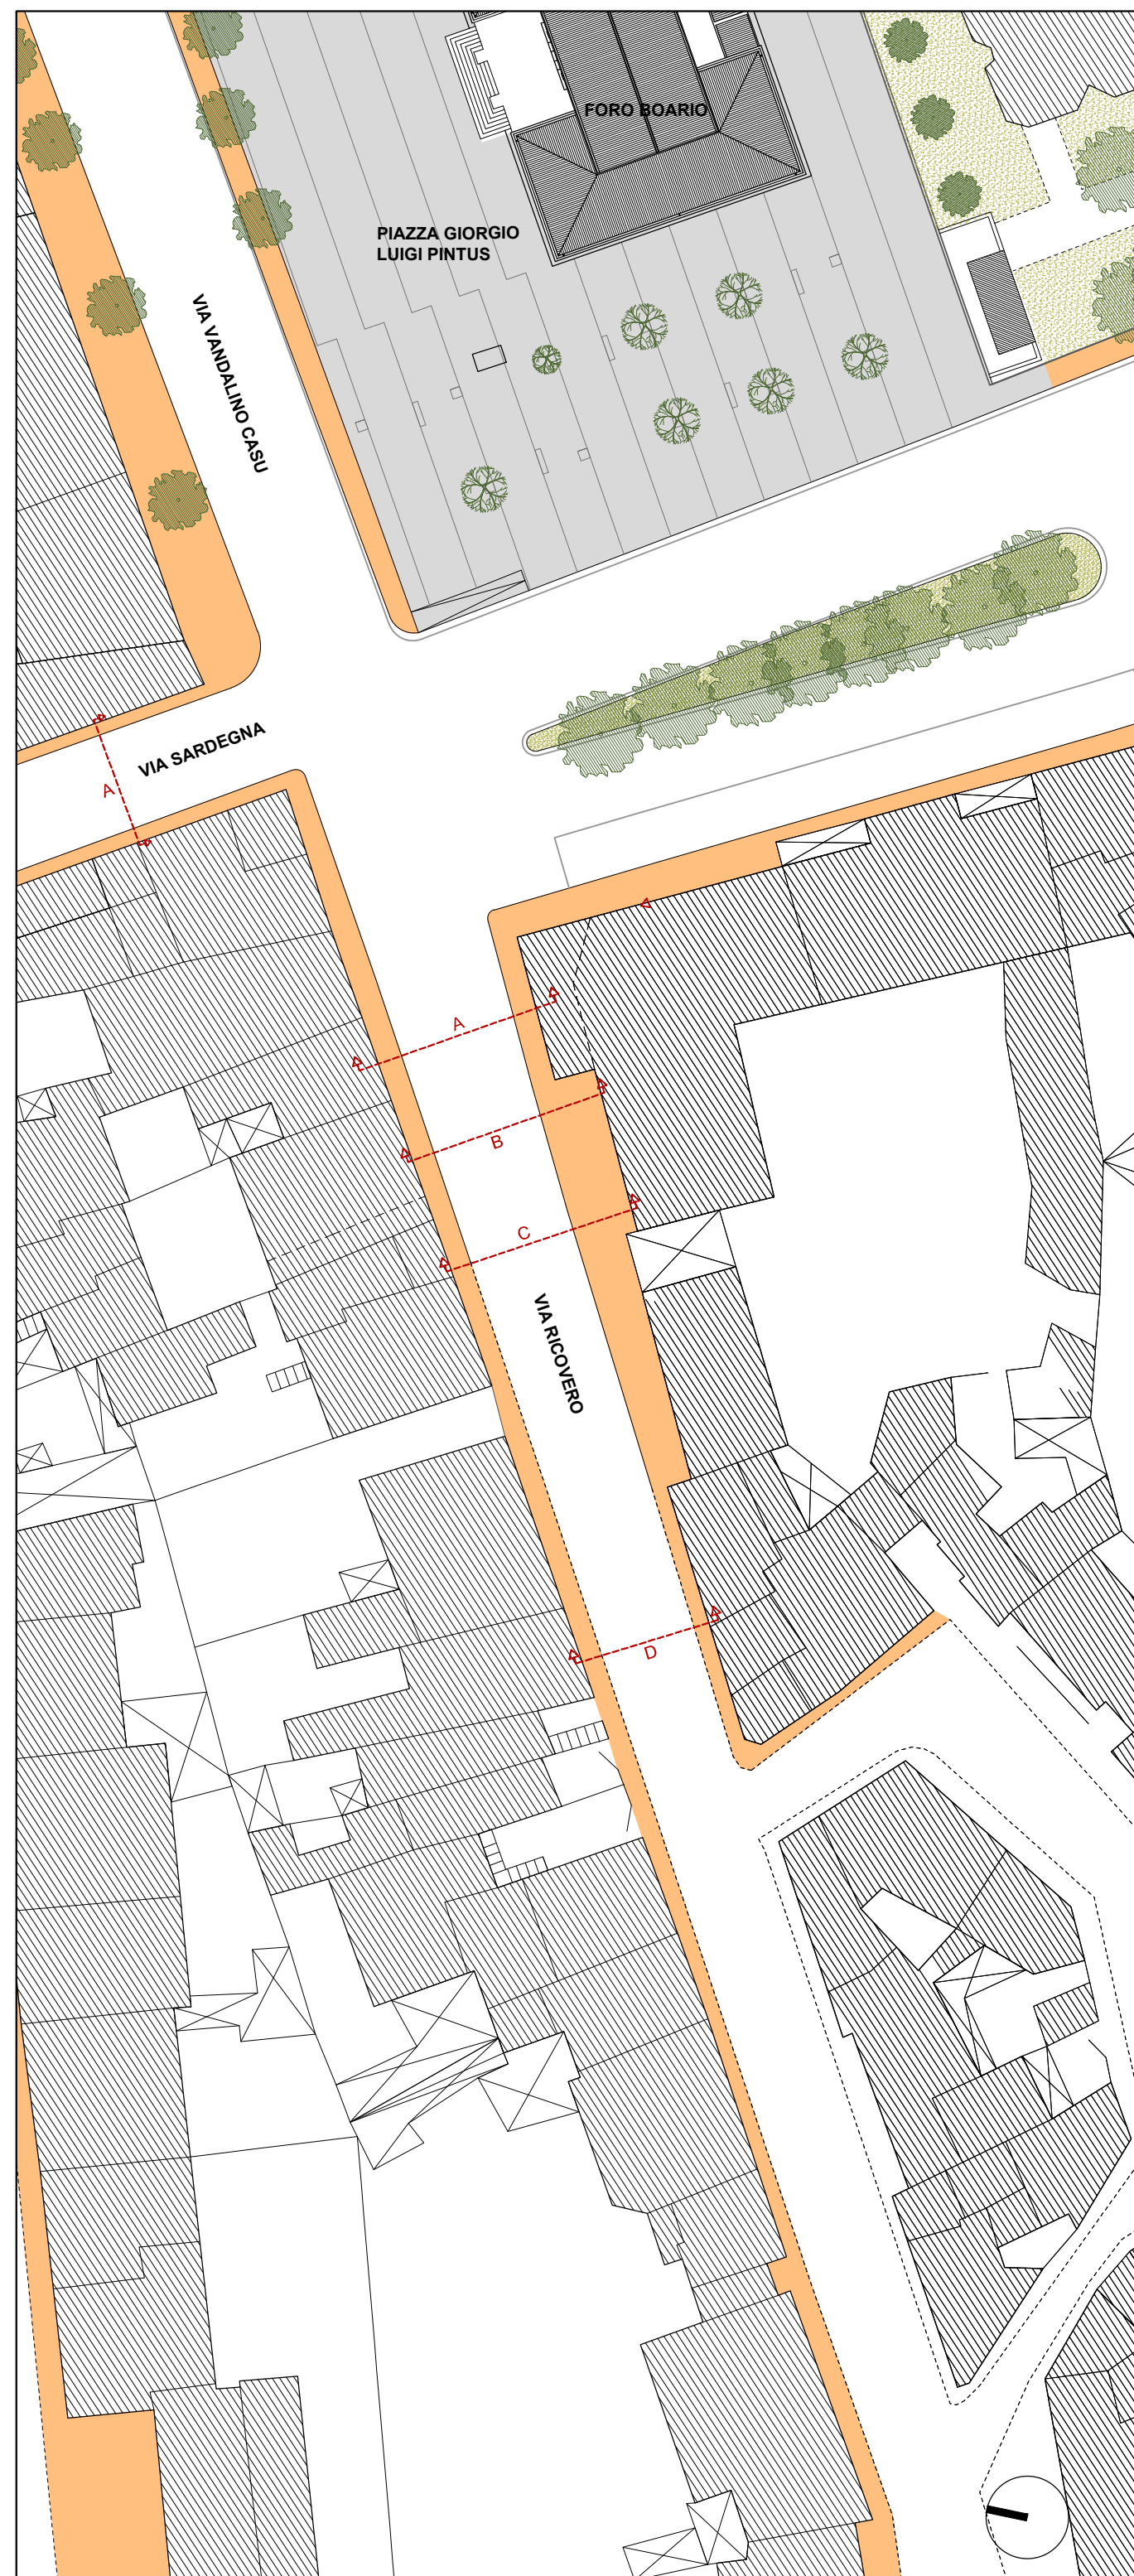 FORO BOARIO
PIAZZA GIORGIO
LUIGI PINTUS
VIA VANDALINO CASU
VIA SARDEGNA
A
A
B
C
VIA RICOVERO
D